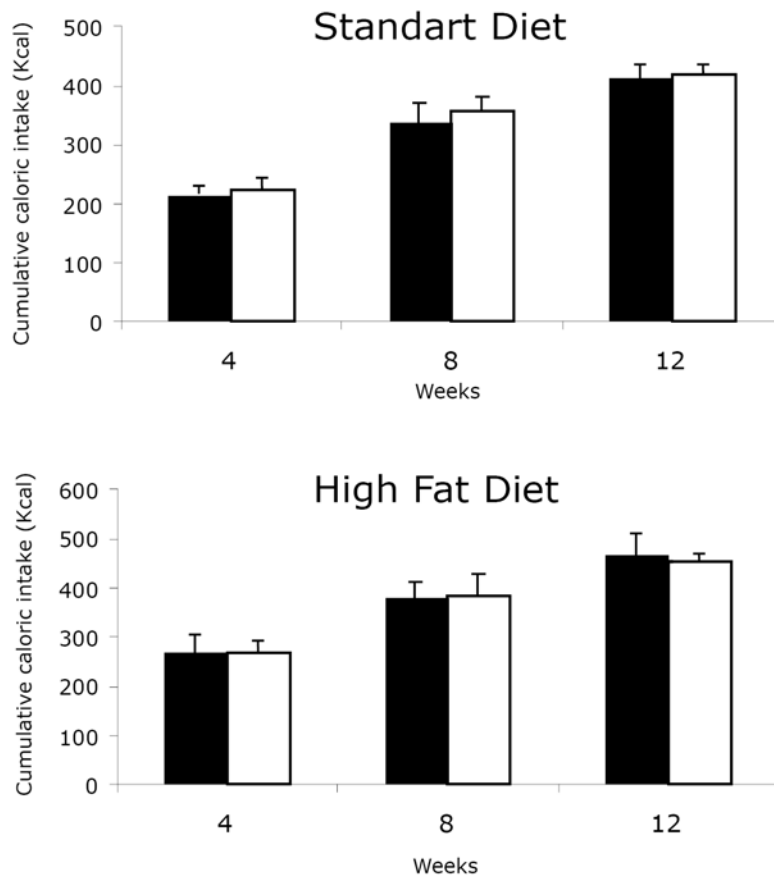 Standart Diet
Cumulative caloric intake (Kcal)
500
400
300
200
100
0
4 8 12
Weeks
High Fat Diet
Cumulative caloric intake (Kcal)
600
500
400
300
200
100
0
4 8 12
Weeks